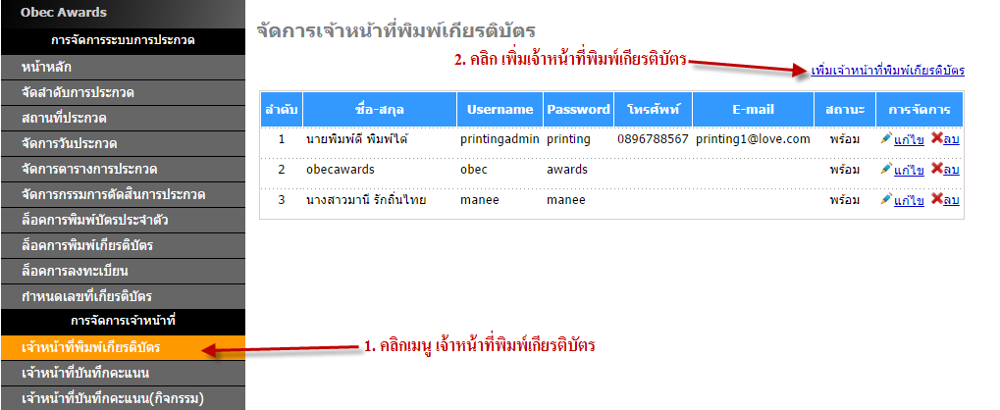 Obec Awards
การจัดการระบบการประกวด
หน้าหลัก
จัดลำดับการประกวด
สถานที่ประกวด
จัดการวันประกวด
จัดการตารางการประกวด
จัดการกรรมการตัดสินการประกวด
ล็อคการพิมพ์บัตรประจำตัว
ล็อคการพิมพ์เกียรติบัตร
ล็อคการลงทะเบียน
กำหนดเลขที่เกียรติบัตร
การจัดการเจ้าหน้าที่
เจ้าหน้าที่พิมพ์เกียรติบัตร
เจ้าหน้าที่บันทึกคะแนน
เจ้าหน้าที่บันทึกคะแนน(กิจกรรม)
จัดการเจ้าหน้าที่พิมพ์เกียรติบัตร
2. คลิก เพิ่มเจ้าหน้าที่พิมพ์เกียรติบัตร
เพิ่มเจ้าหน้าที่พิมพ์เกียรติบัตร
ลำดับ ชื่อ-สกุล Username Password โทรศัพท์ E-mail สถานะ การจัดการ
1 นายพิมพ์ดี พิมพ์ได้ printingadmin printing 0896788567 printing1@love.com พร้อม แก้ไข ลบ
2 obecawards obec awards พร้อม แก้ไข ลบ
3 นางสาวมานี รักถิ่นไทย manee manee พร้อม แก้ไข ลบ
1. คลิกเมนู เจ้าหน้าที่พิมพ์เกียรติบัตร